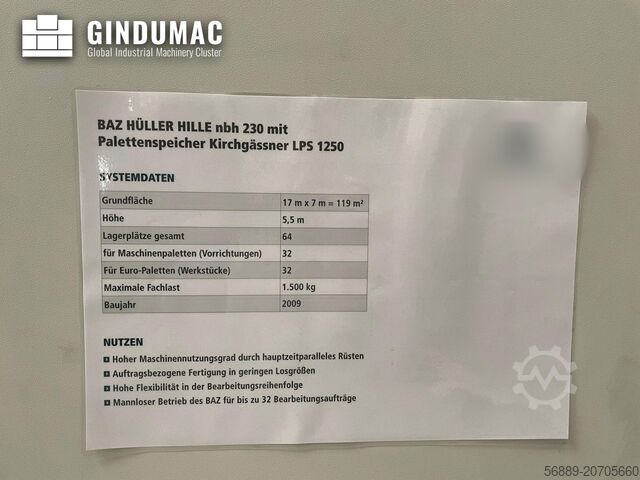 GINDUMAC
Global Industrial Machinery Cluster
BAZ HÜLLER HILLE nbh 230 mit
Palettenspeicher Kirchgässner LPS 1250
SYSTEMDATEN
Grundfläche 17 m x 7 m = 119 m²
Höhe 5,5 m
Lagerplätze gesamt 64
für Maschinenpaletten (Vorrichtungen) 32
Für Euro-Paletten (Werkstücke) 32
Maximale Fachlast 1.500 kg
Baujahr 2009
NUTZEN
Hoher Maschinennutzungsgrad durch hauptzeitparalleles Rüsten
Auftragsbezogene Fertigung in geringen Losgrößen
Hohe Flexibilität in der Bearbeitungsreihenfolge
Mannloser Betrieb des BAZ für bis zu 32 Bearbeitungsaufträge
56889-20705660